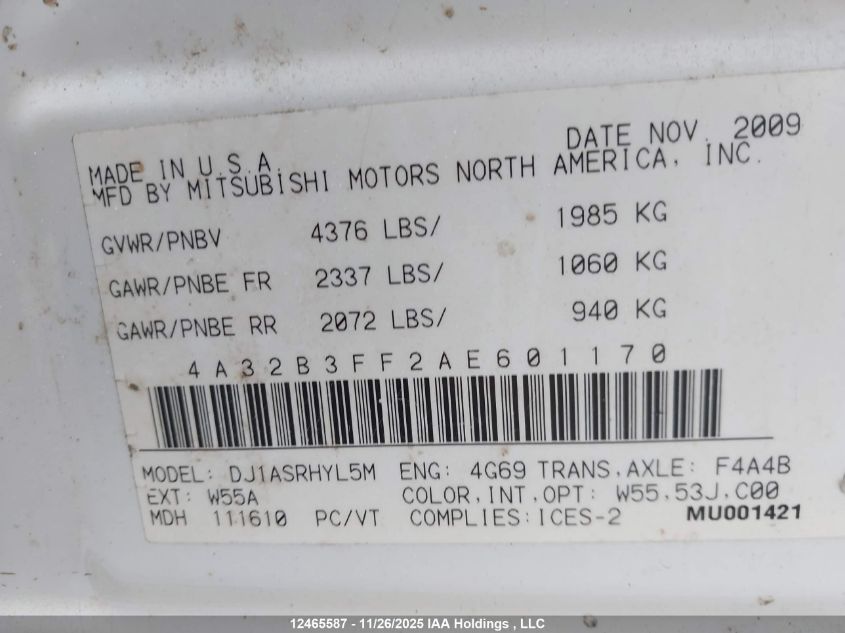 DATE NOV. 2009
MADE IN U.S.A.
MFD BY MITSUBISHI MOTORS NORTH AMERICA, INC.
GVWR/PNBV 4376 LBS/ 1985 KG
GAWR/PNBE FR 2337 LBS/ 1060 KG
GAWR/PNBE RR 2072 LBS/ 940 KG
4A32B3FF2AE601170
MODEL: DJ1ASRHYL5M ENG: 4G69 TRANS.AXLE: F4A4B
EXT: W55A COLOR.INT.OPT: W55.53J.C00
MDH 111610 PC/VT COMPLIES:ICES-2 MU001421
12465587 - 11/26/2025 IAA Holdings , LLC